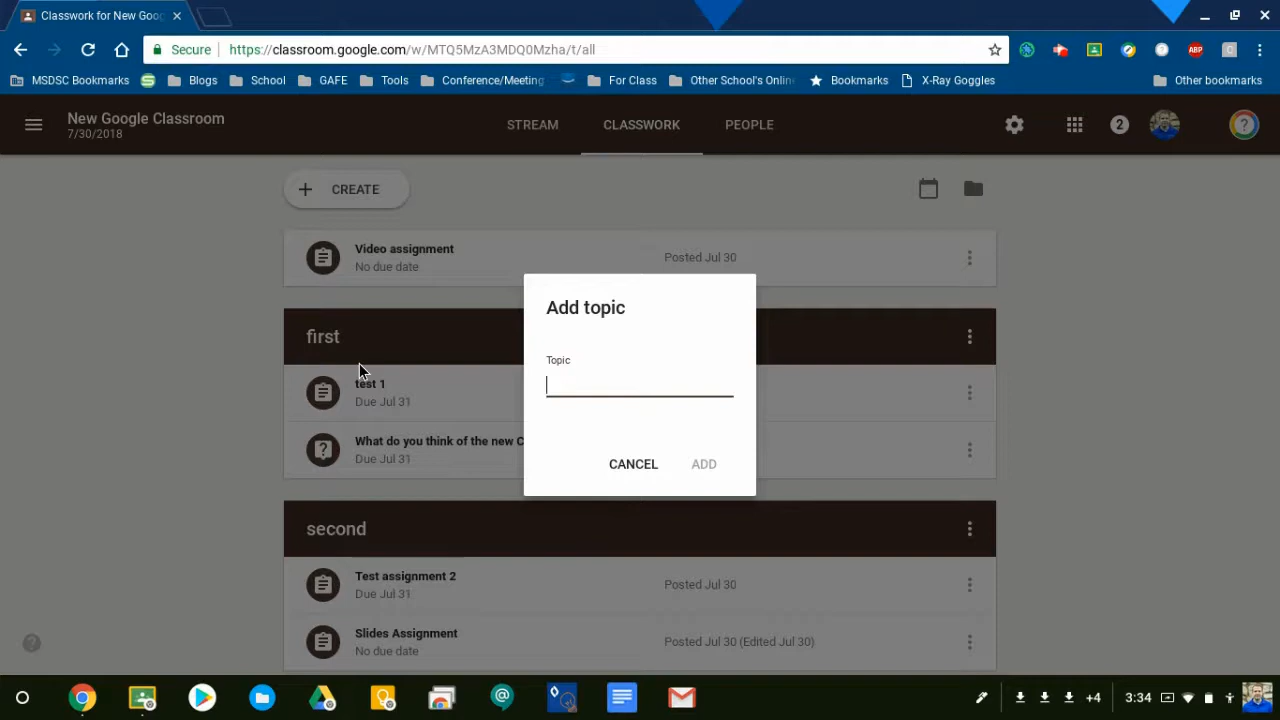 Classwork for New Goog
Secure
https://classroom.google.com/w/MTQ5MzA3MDQ0Mzha/t/all
ABP
C
MSDSC Bookmarks
Blogs
School
GAFE
Tools
Conference/Meeting
For Class
Other School's Onlin
Bookmarks
X-Ray Goggles
Other bookmarks
New Google Classroom
7/30/2018
STREAM
CLASSWORK
PEOPLE
2
?
+ CREATE
Video assignment
No due date
Posted Jul 30
first
test 1
Due Jul 31
What do you think of the new C
Due Jul 31
Add topic
Topic
CANCEL
ADD
second
Test assignment 2
Due Jul 31
Posted Jul 30
Slides Assignment
No due date
Posted Jul 30 (Edited Jul 30)
?
+4
3:34